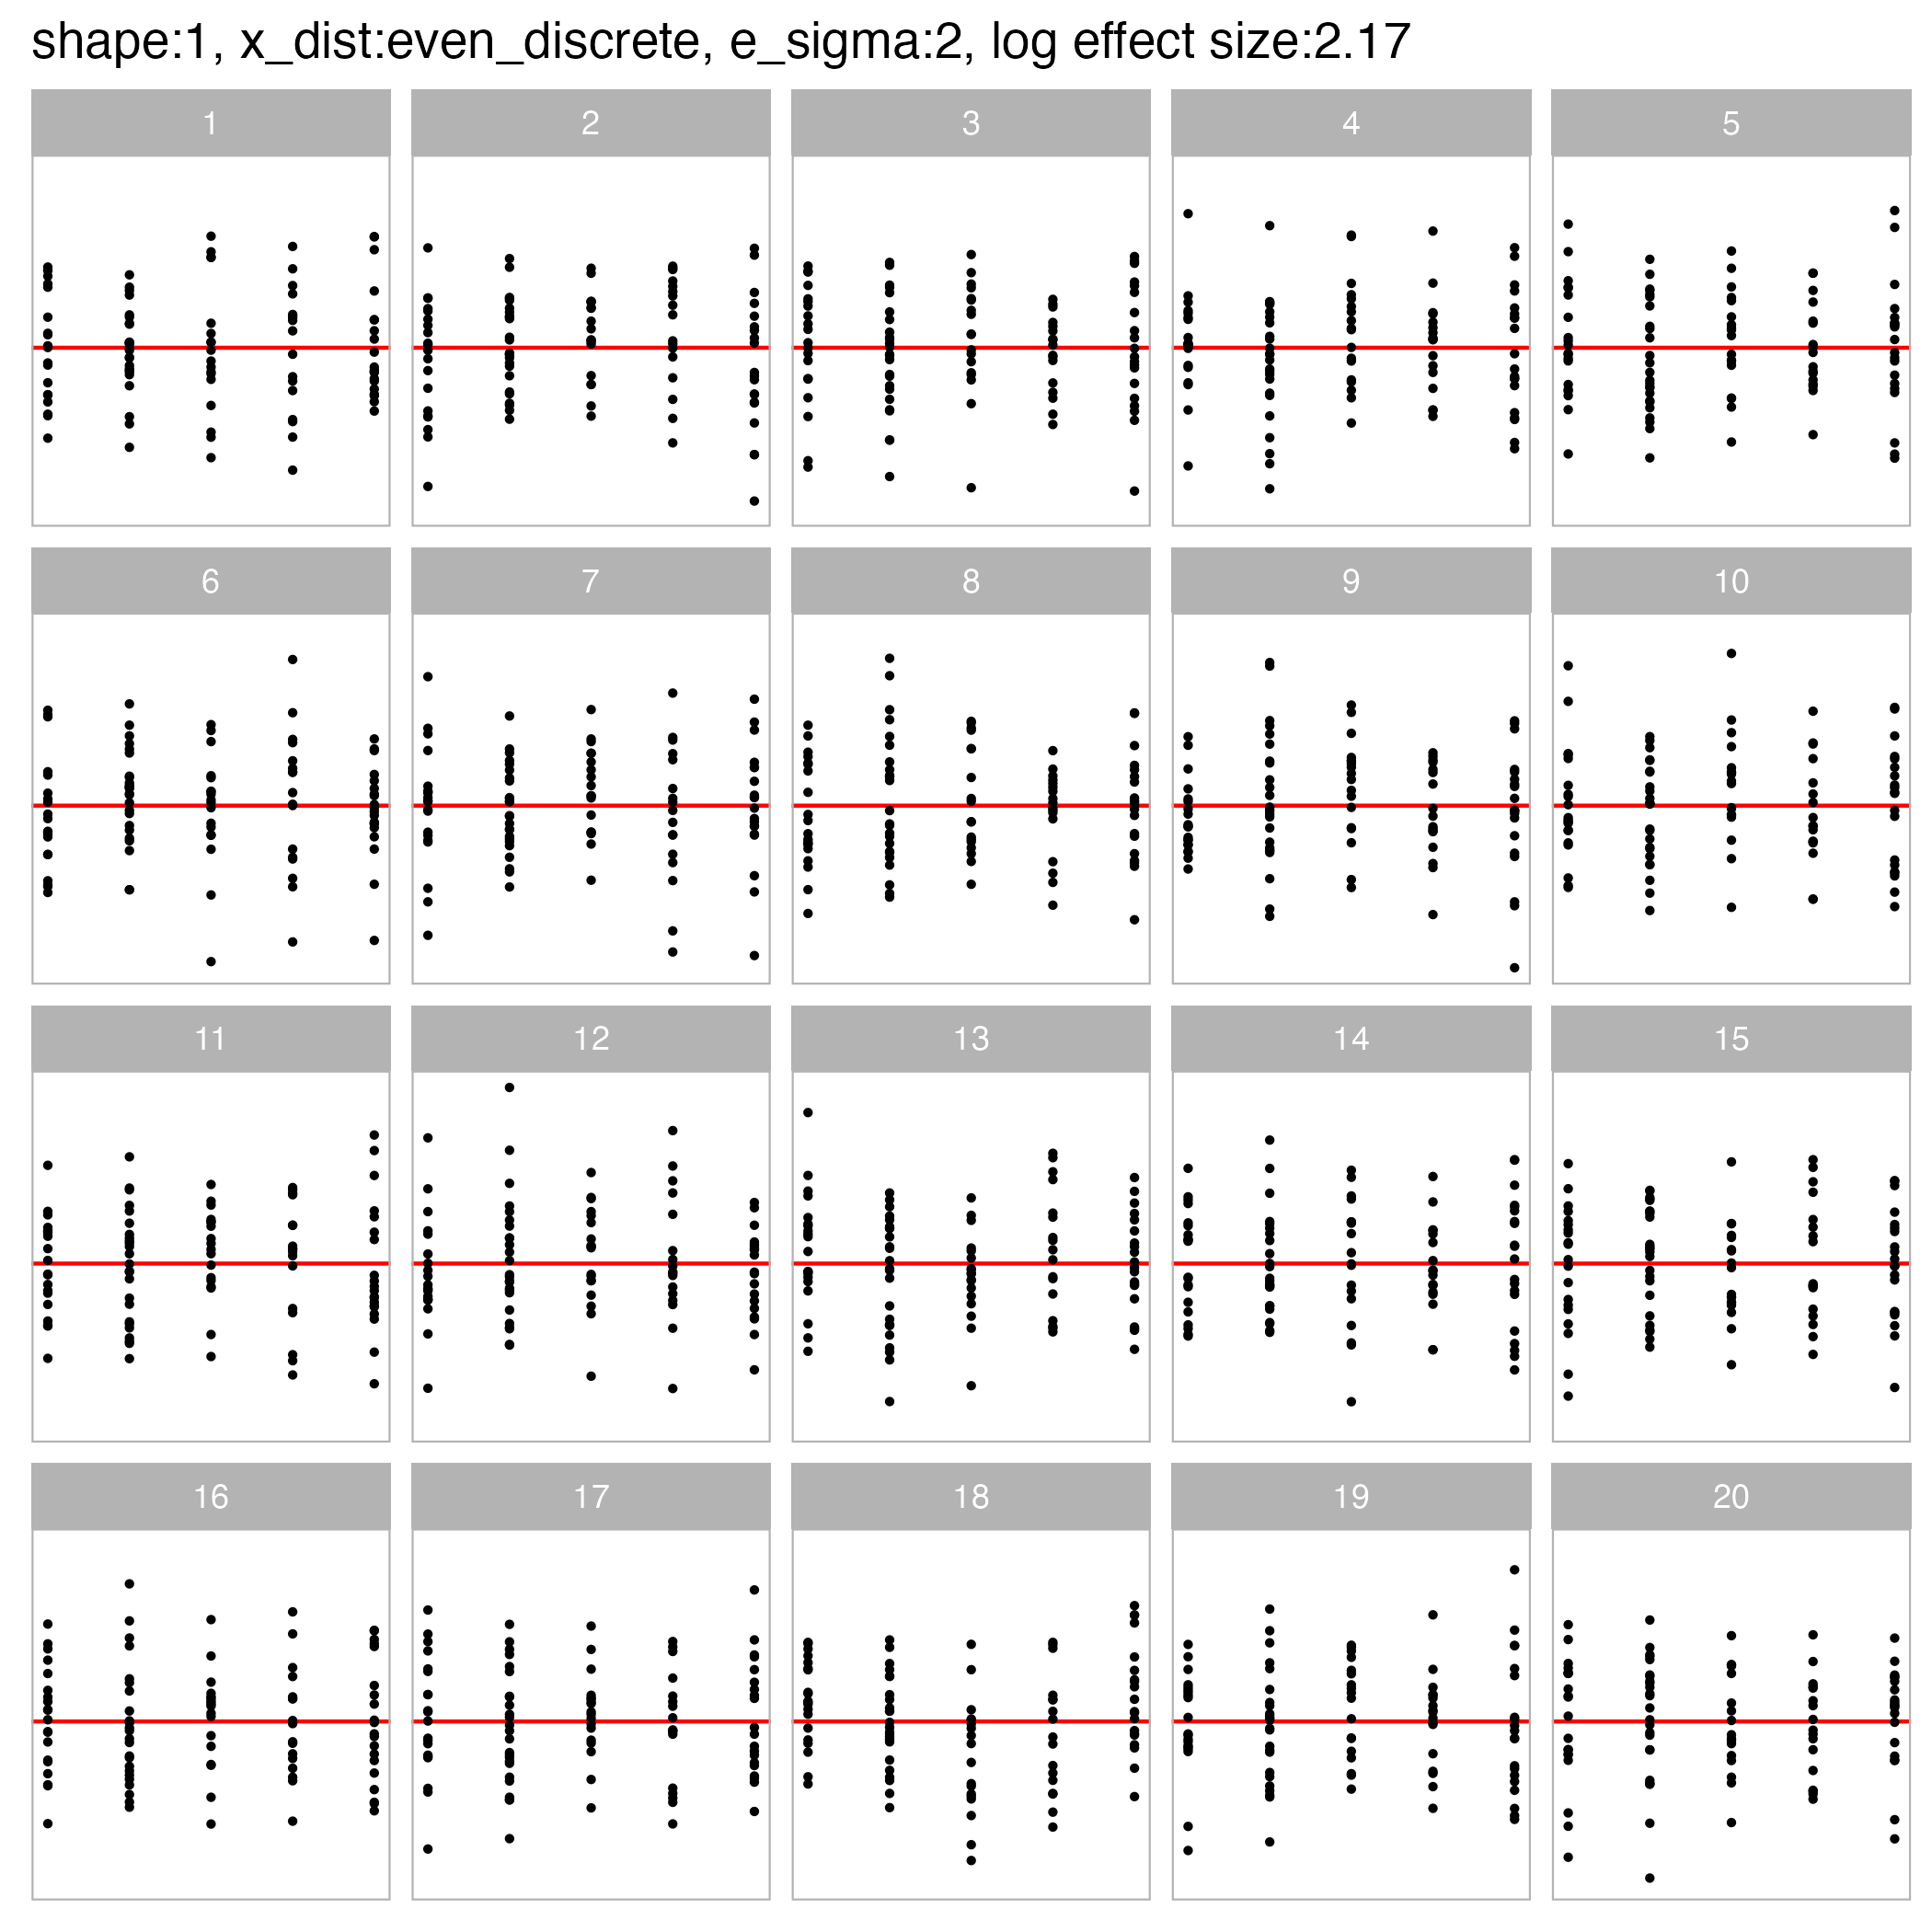 shape:1, x_dist:even_discrete, e_sigma:2, log effect size:2.17
1 2 3 4 5
6 7 8 9 10
11 12 13 14 15
16 17 18 19 20